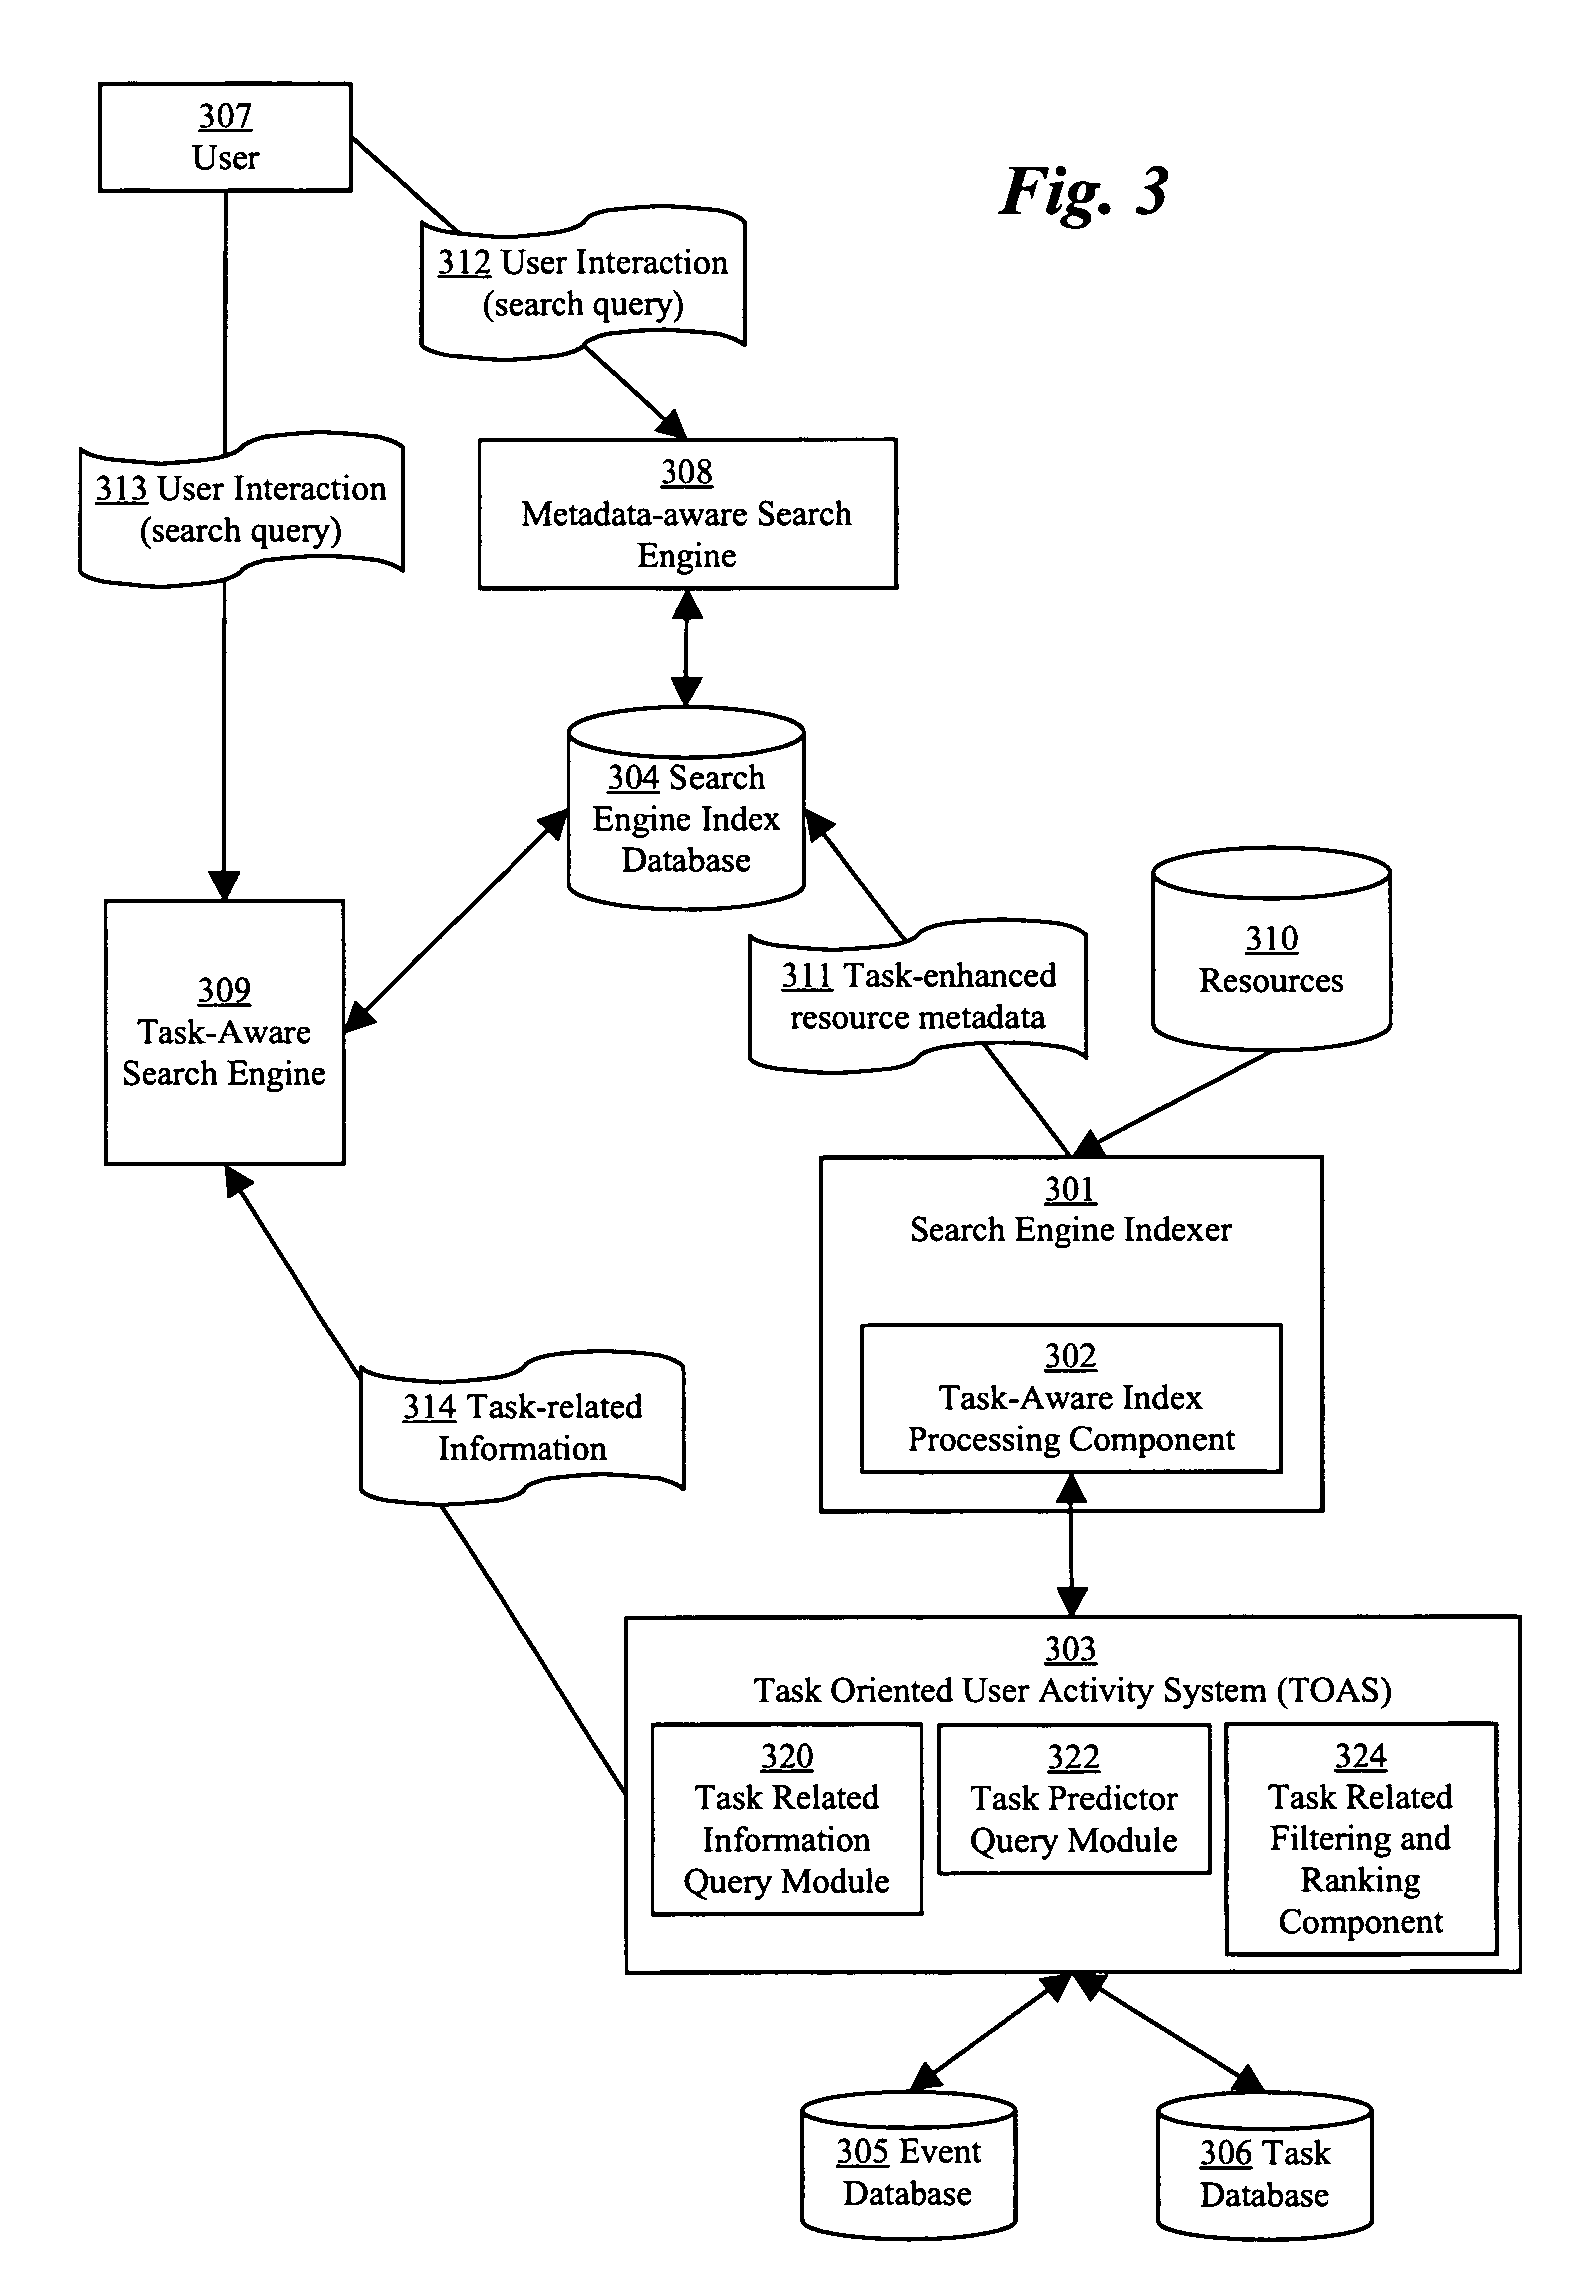 307
User
Fig. 3
312 User Interaction
(search query)
313 User Interaction
(search query)
308
Metadata-aware Search
Engine
304 Search
Engine Index
Database
310
Resources
309
Task-Aware
Search Engine
311 Task-enhanced
resource metadata
301
Search Engine Indexer
302
Task-Aware Index
Processing Component
314 Task-related
Information
303
Task Oriented User Activity System (TOAS)
320
Task Related
Information
Query Module
322
Task Predictor
Query Module
324
Task Related
Filtering and
Ranking
Component
305 Event
Database
306 Task
Database